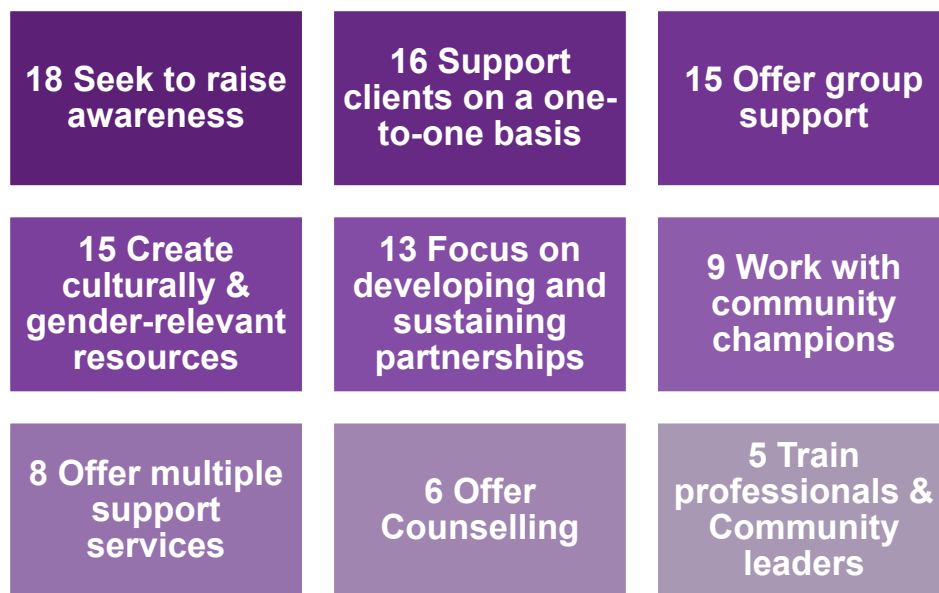 18 Seek to raise
awareness
16 Support
clients on a one-
to-one basis
15 Offer group
support
15 Create
culturally &
gender-relevant
resources
13 Focus on
developing and
sustaining
partnerships
9 Work with
community
champions
8 Offer multiple
support
services
6 Offer
Counselling
5 Train
professionals &
Community
leaders